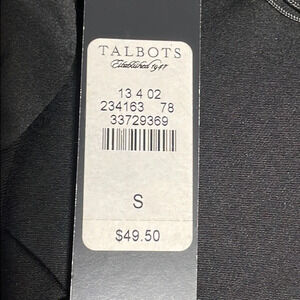 TALBOTS
Established 1947
13 4 02
234163 78
33729369
S
$49.50